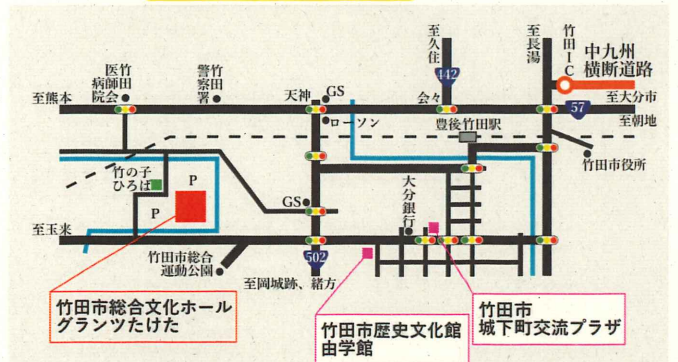 至久住
至長湯
竹田IC
中九州
横断道路
竹田
医師会
病院
竹田
警察署
天神
GS
442
会々
至熊本
57
至大分市
至朝地
ローソン
豊後竹田駅
竹田市役所
竹の子
ひろば
P
P
GS
大分銀行
至玉来
竹田市総合
運動公園
502
至岡城跡、緒方
竹田市総合文化ホール
グランツたけた
竹田市歴史文化館
由学館
竹田市
城下町交流プラザ